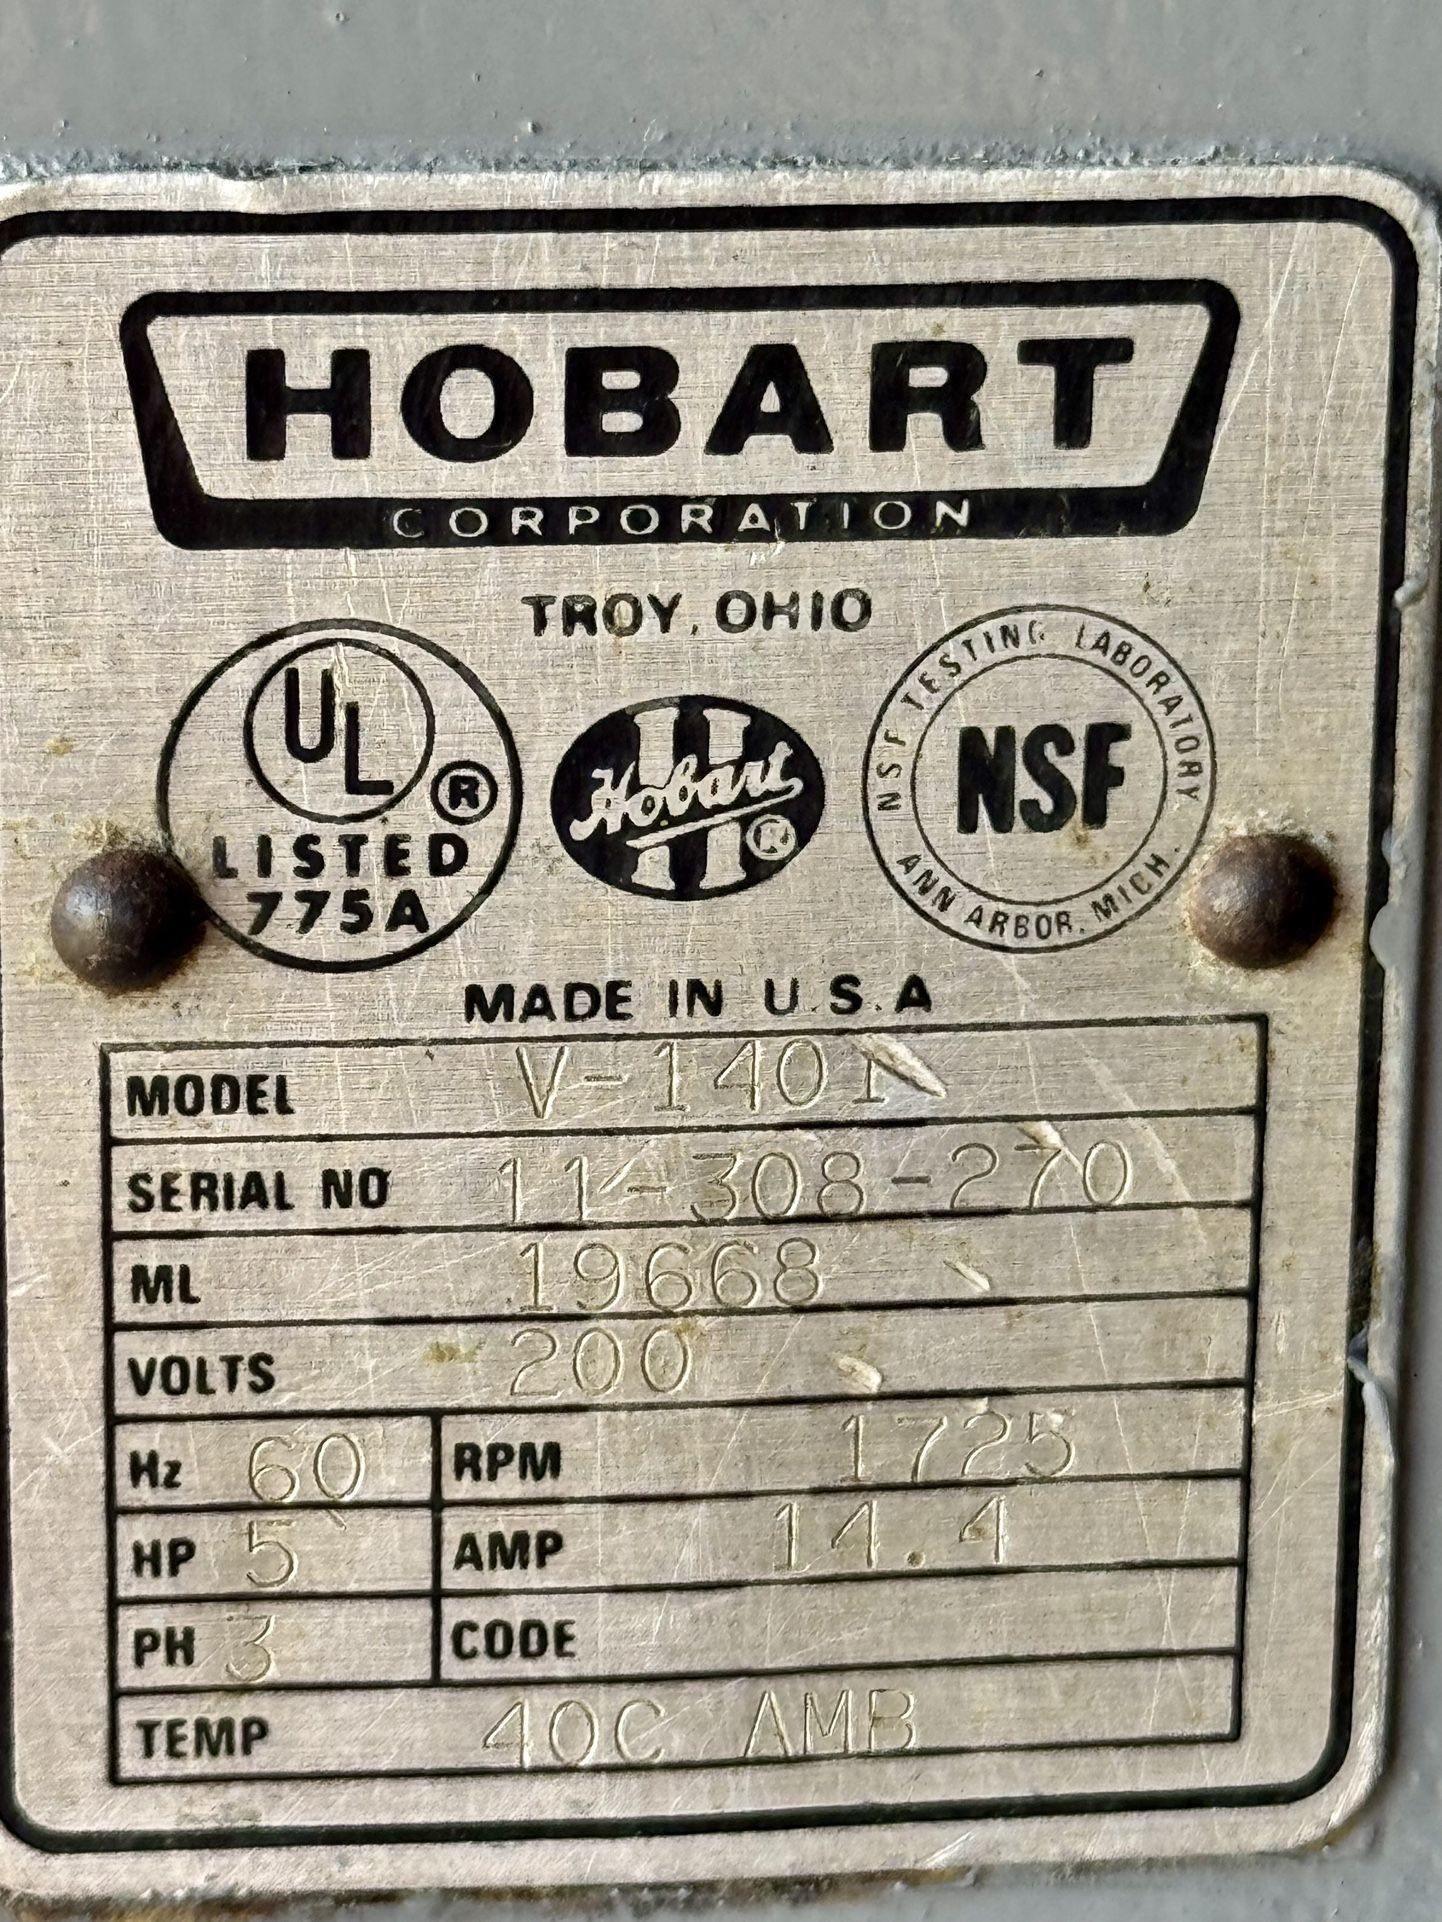 HOBART
CORPORATION
TROY, OHIO
UL ®
LISTED
775A
Hobart ®
NSF TESTING LABORATORY
NSF
ANN ARBOR, MICH.
MADE IN U.S.A
MODEL V-1401
SERIAL NO 11-308-270
ML 19668
VOLTS 200
Hz 60 RPM 1725
HP 5 AMP 14.4
PH 3 CODE
TEMP 40C AMB